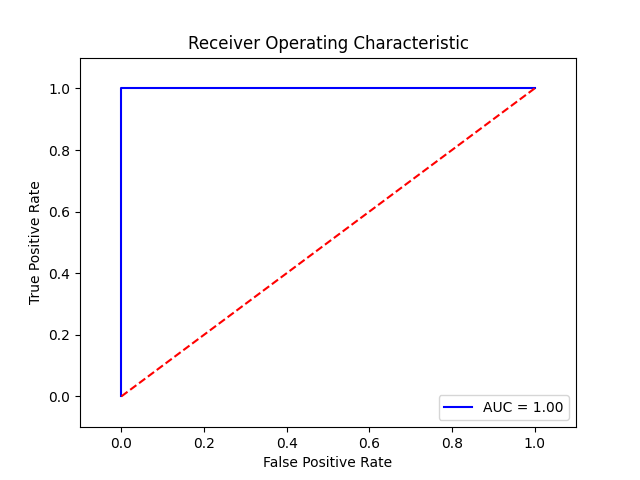 Receiver Operating Characteristic
True Positive Rate
1.0
0.8
0.6
0.4
0.2
0.0
AUC = 1.00
0.0 0.2 0.4 0.6 0.8 1.0
False Positive Rate